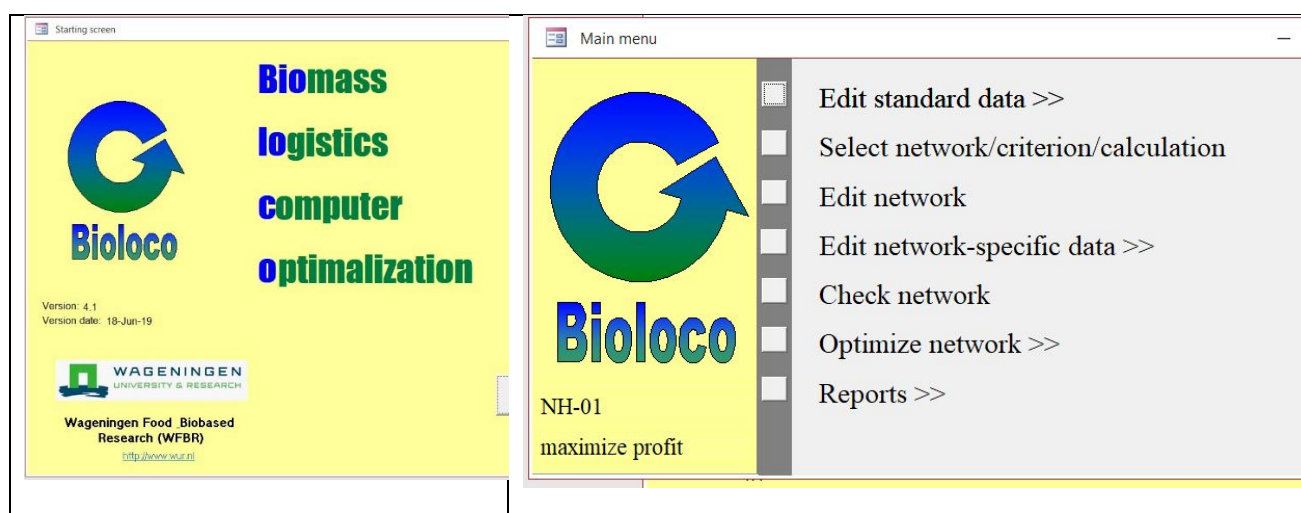 Starting screen
Biomass
logistics
computer
optimalization
Bioloco
Version: 4.1
Version date: 18-Jun-19
WAGENINGEN
UNIVERSITY & RESEARCH
Wageningen Food _Biobased
Research (WFBR)
http://www.wur.nl
Main menu
Edit standard data >>
Select network/criterion/calculation
Edit network
Edit network-specific data >>
Check network
Optimize network >>
Reports >>
Bioloco
NH-01
maximize profit